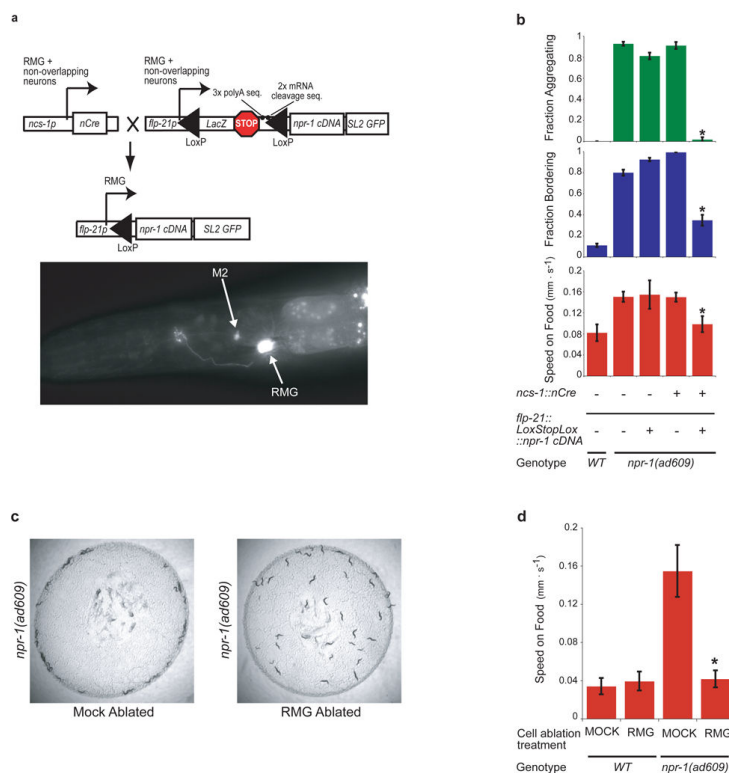 a
RMG +
non-overlapping
neurons
ncs-1p
nCre
X
RMG +
non-overlapping
neurons
3x polyA seq.
2x mRNA
cleavage seq.
flp-21p
LacZ
STOP
npr-1 cDNA
SL2 GFP
LoxP
LoxP
RMG
flp-21p
npr-1 cDNA
SL2 GFP
LoxP
M2
RMG
b
Fraction Aggregating
1
0.8
0.6
0.4
0.2
0
*
Fraction Bordering
1
0.8
0.6
0.4
0.2
0
*
Speed on Food (mm · s-1)
0.2
0.16
0.12
0.08
0.04
0
*
ncs-1::nCre - - - + +
flp-21::
LoxStopLox - - + - +
::npr-1 cDNA
Genotype WT npr-1(ad609)
c
npr-1(ad609)
Mock Ablated
npr-1(ad609)
RMG Ablated
d
Speed on Food (mm · s-1)
0.2
0.16
0.12
0.08
0.04
0
*
Cell ablation MOCK RMG MOCK RMG
treatment
Genotype WT npr-1(ad609)